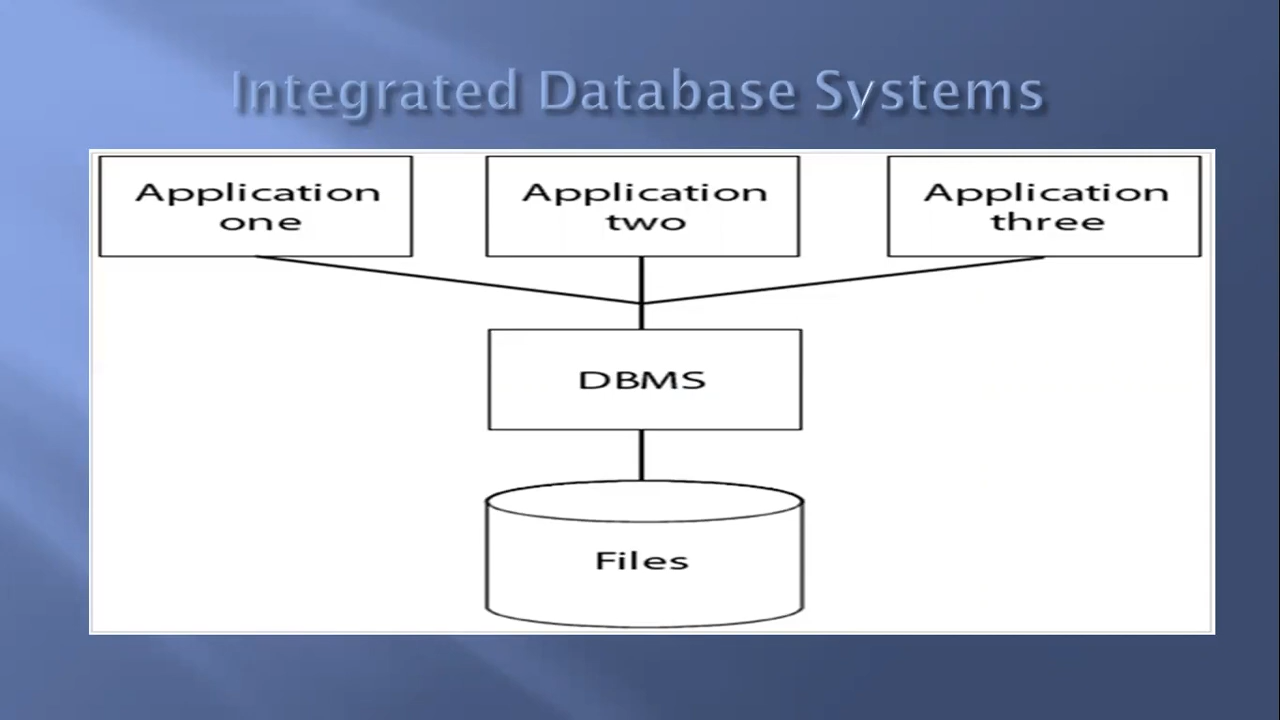 Integrated Database Systems
Application
one
Application
two
Application
three
DBMS
Files